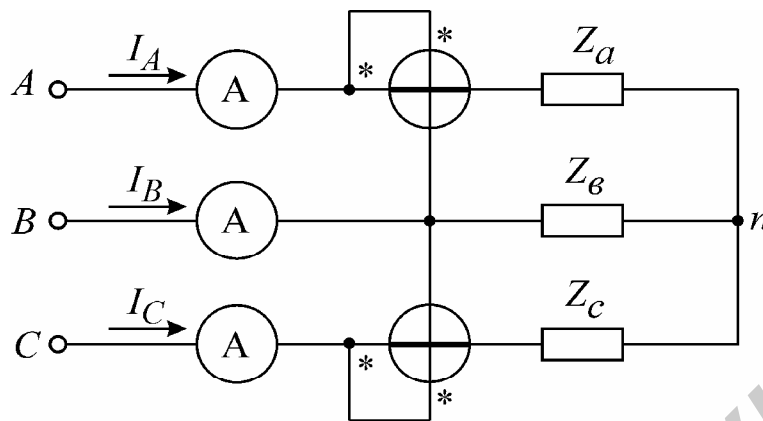 I_A * Z_a
A A *
I_B Z_в
B A n
I_C Z_c
C A *
*